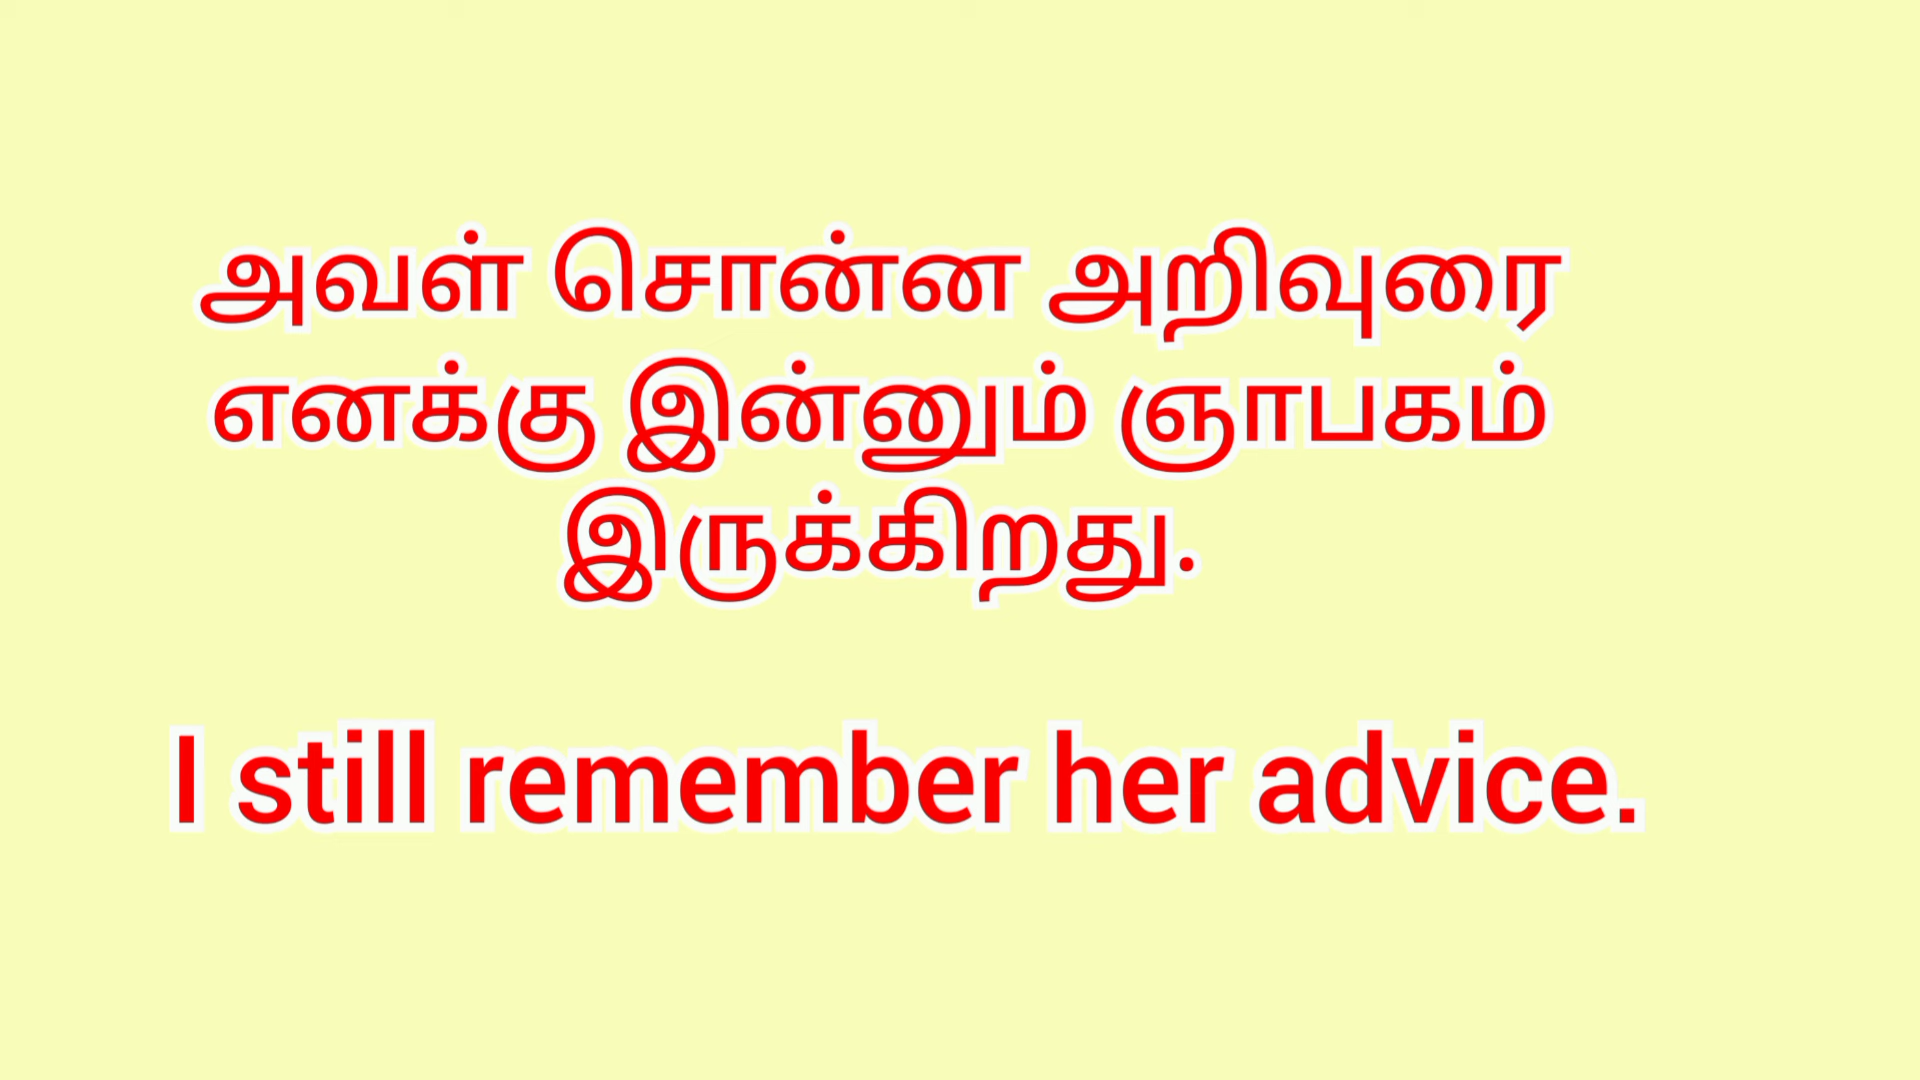 அவள் சொன்ன அறிவுரை
எனக்கு இன்னும் ஞாபகம்
இருக்கிறது.
I still remember her advice.